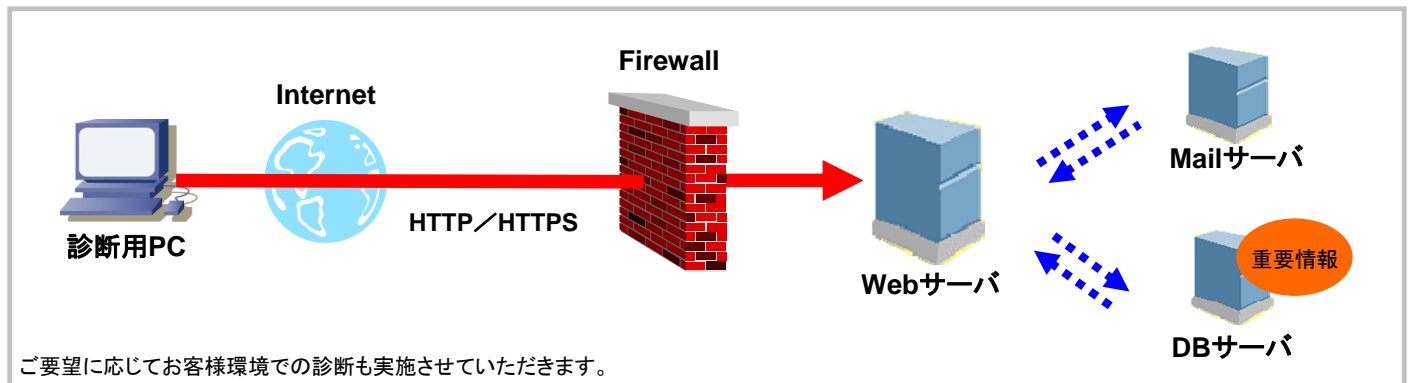 Firewall
Internet
Mailサーバ
HTTP／HTTPS
診断用PC
重要情報
Webサーバ
DBサーバ
ご要望に応じてお客様環境での診断も実施させていただきます。